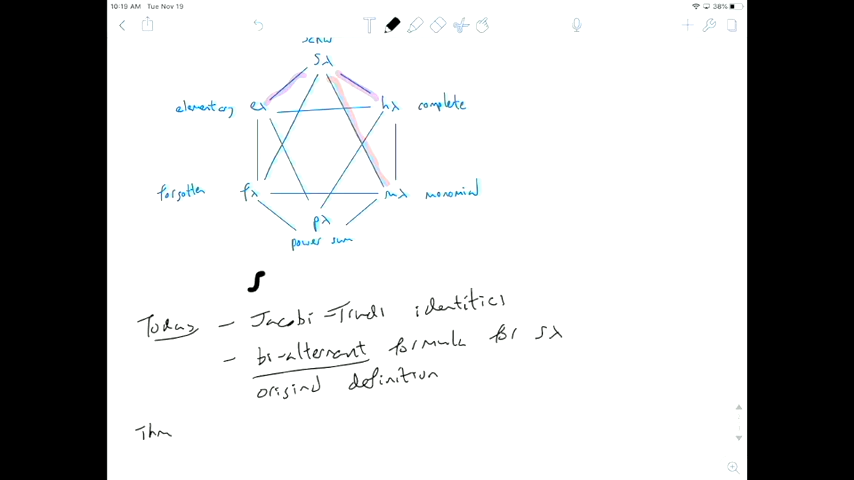 10:19 AM Tue Nov 19
38%
T
schur
sλ
elementary eλ hλ complete
forgotten fλ mλ monomial
pλ
power sum
S
Today - Jacobi-Trudi identities
- bi-alternant formula for sλ
original definition
Thm